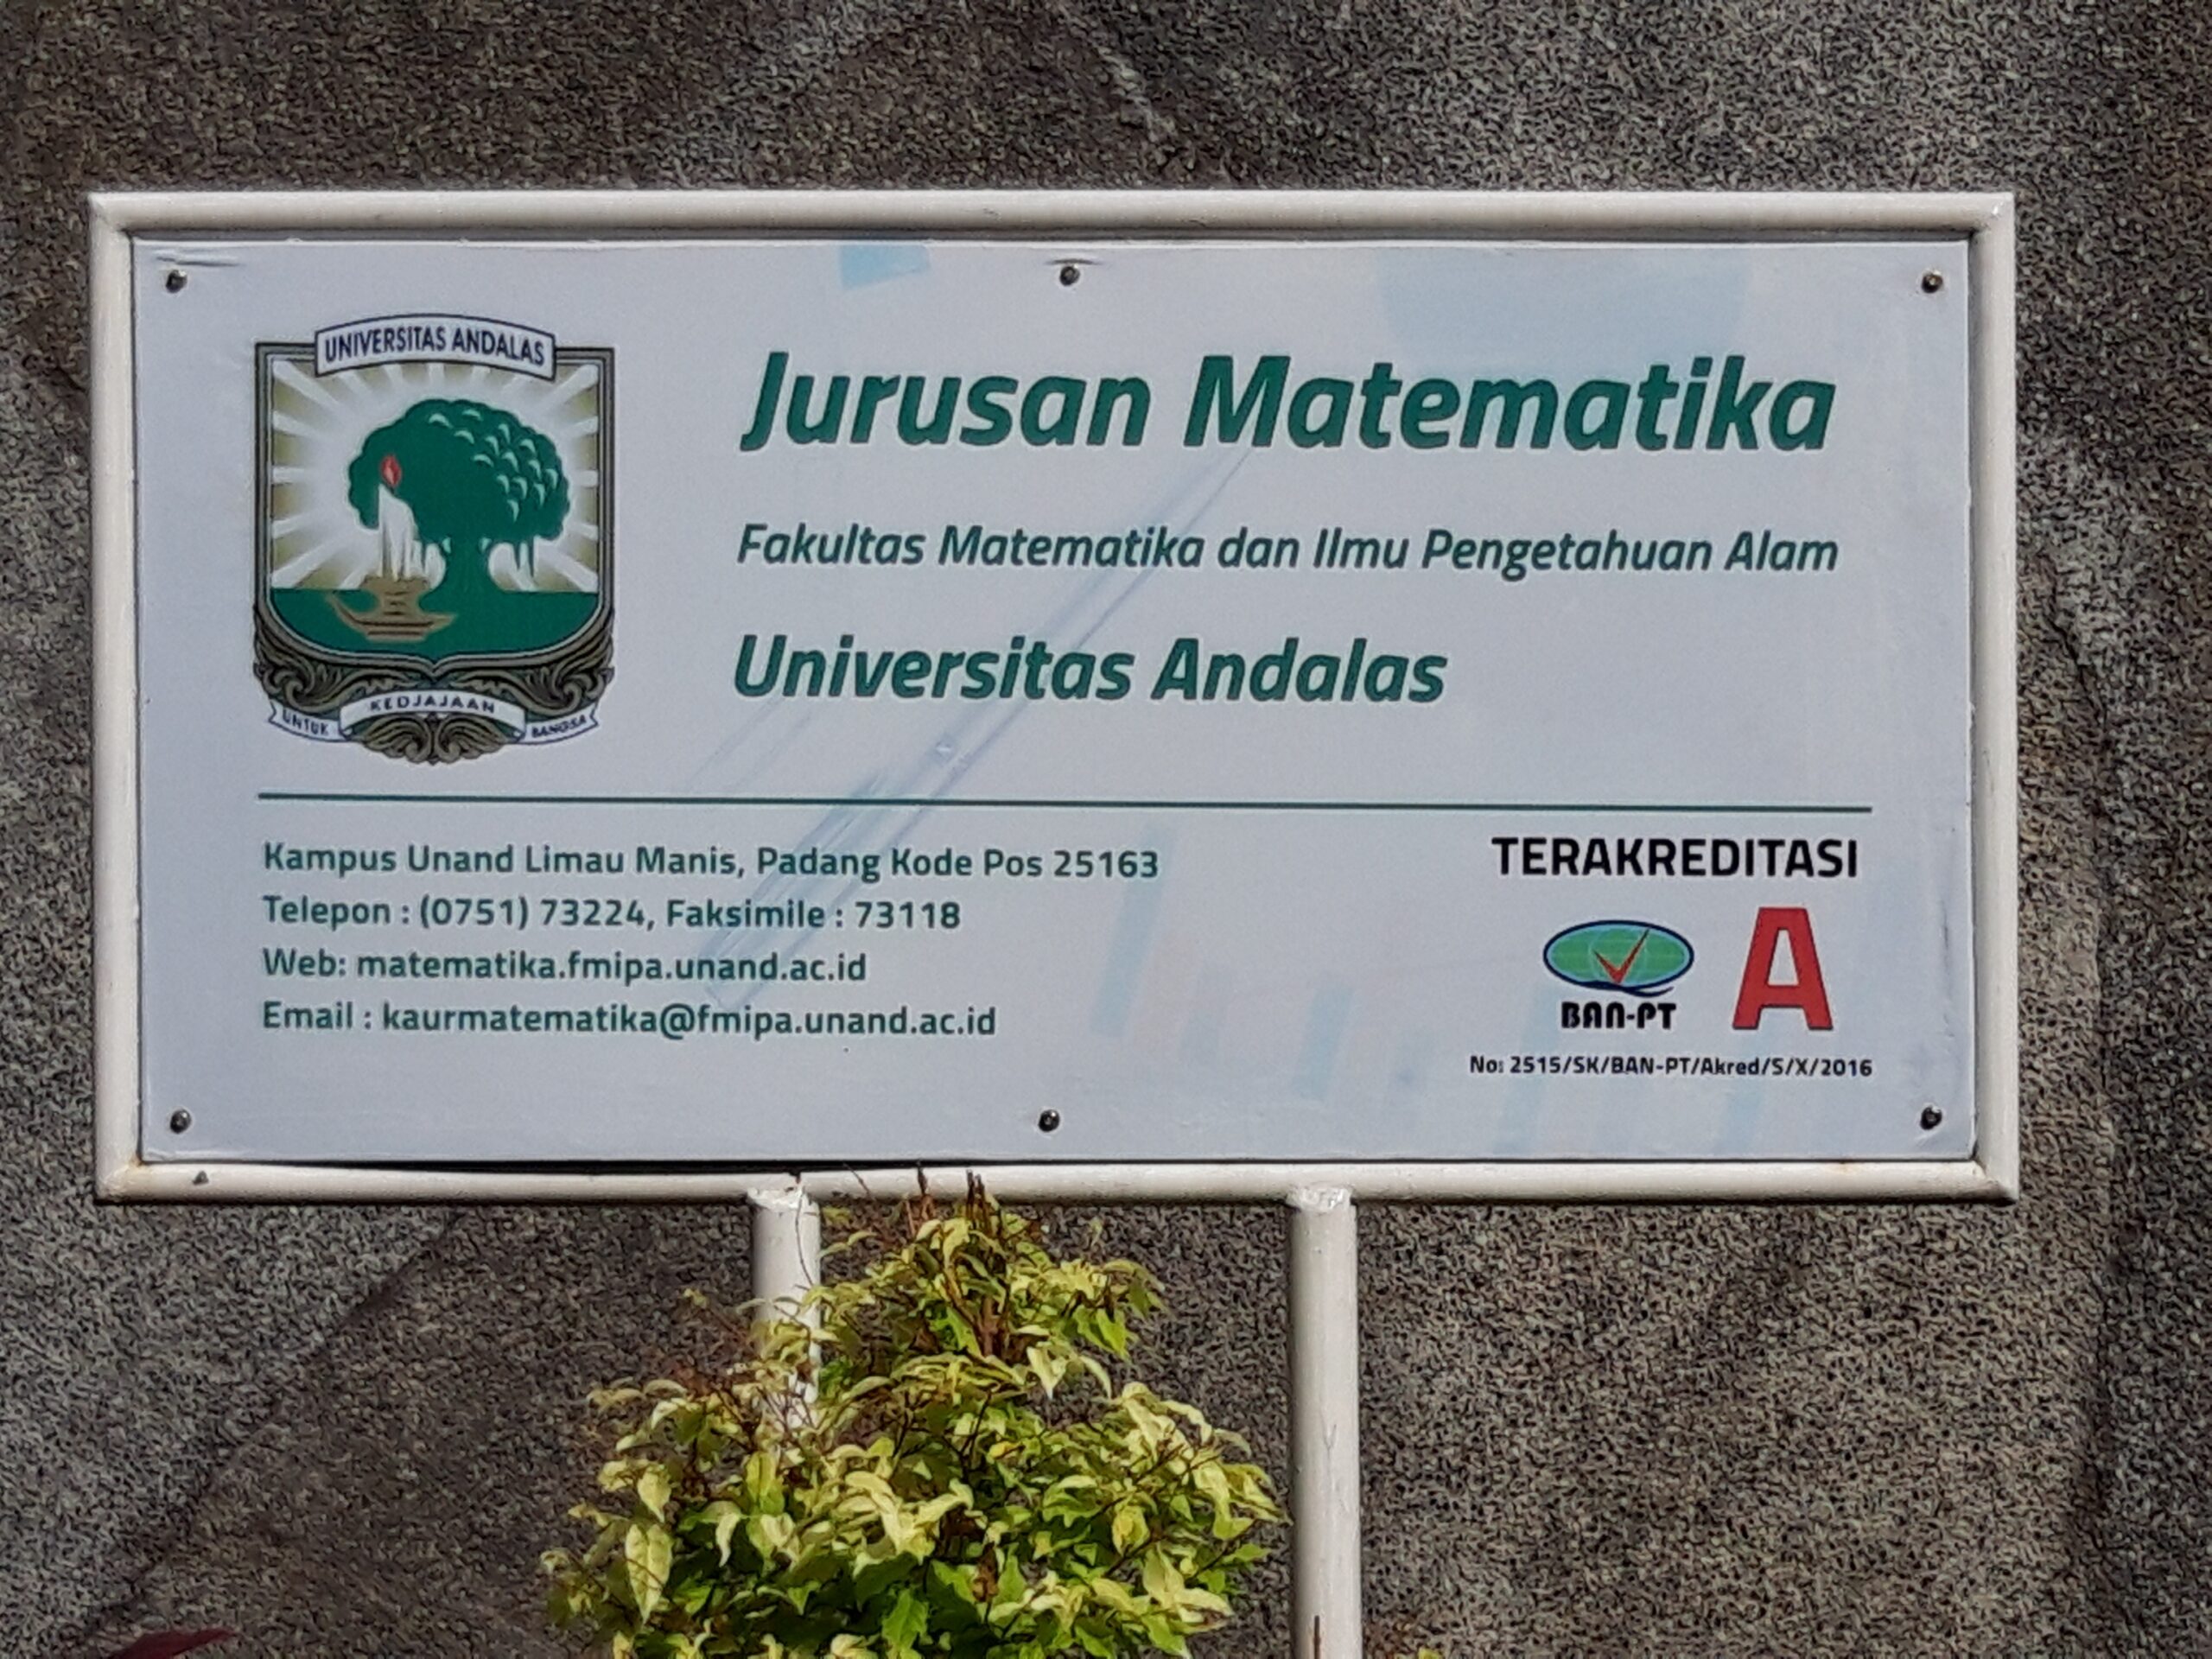 UNIVERSITAS ANDALAS
UNTUK KEDJAJAAN BANGSA
Jurusan Matematika
Fakultas Matematika dan Ilmu Pengetahuan Alam
Universitas Andalas
Kampus Unand Limau Manis, Padang Kode Pos 25163
Telepon : (0751) 73224, Faksimile : 73118
Web: matematika.fmipa.unand.ac.id
Email : kaurmatematika@fmipa.unand.ac.id
TERAKREDITASI
BAN-PT A
No: 2515/SK/BAN-PT/Akred/S/X/2016